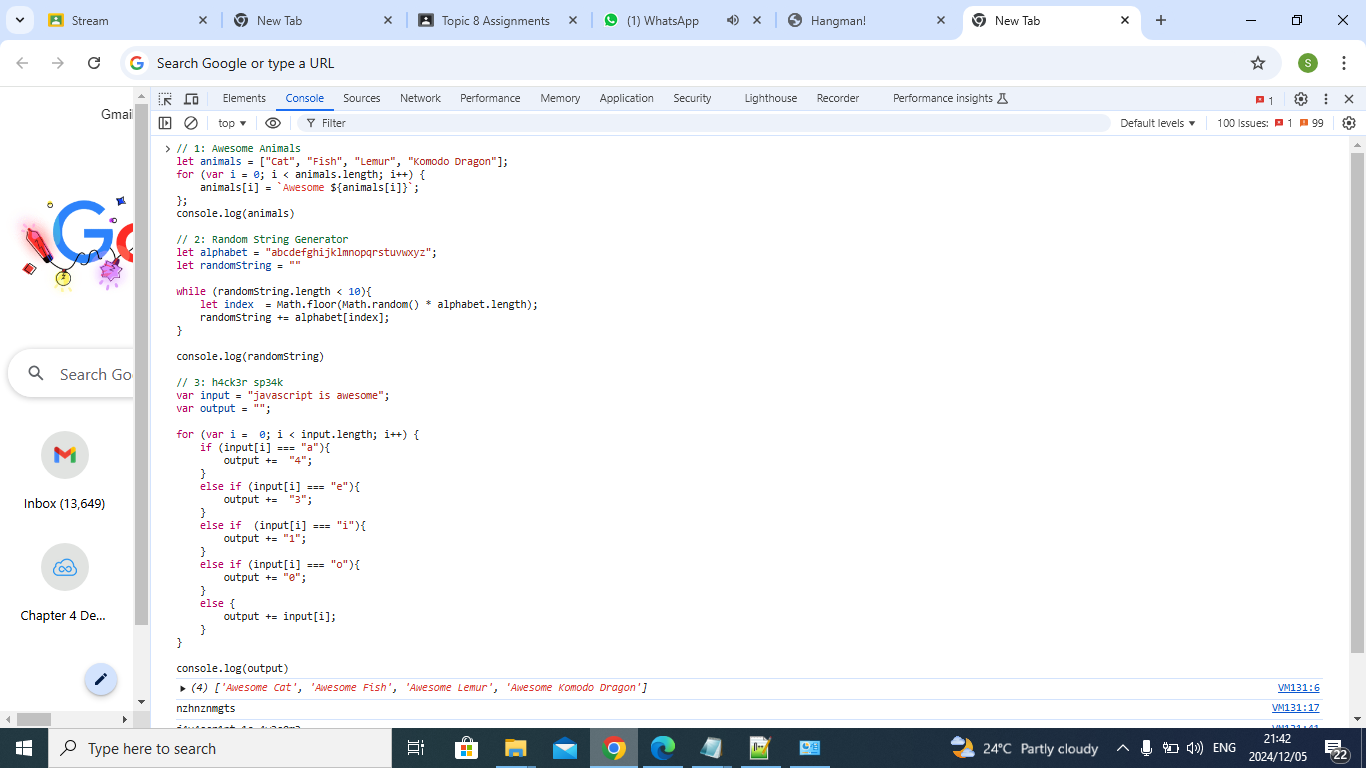 Stream
New Tab
Topic 8 Assignments
(1) WhatsApp
Hangman!
New Tab
Search Google or type a URL
S
Gmai
Elements Console Sources Network Performance Memory Application Security Lighthouse Recorder Performance insights
1
top
Filter
Default levels
100 Issues: 1 99
// 1: Awesome Animals
let animals = ["Cat", "Fish", "Lemur", "Komodo Dragon"];
for (var i = 0; i < animals.length; i++) {
    animals[i] = `Awesome ${animals[i]}`;
};
console.log(animals)
// 2: Random String Generator
let alphabet = "abcdefghijklmnopqrstuvwxyz";
let randomString = ""
while (randomString.length < 10){
    let index  = Math.floor(Math.random() * alphabet.length);
    randomString += alphabet[index];
}
console.log(randomString)
// 3: h4ck3r sp34k
var input = "javascript is awesome";
var output = "";
for (var i =  0; i < input.length; i++) {
    if (input[i] === "a"){
        output +=  "4";
    }
    else if (input[i] === "e"){
        output +=  "3";
    }
    else if  (input[i] === "i"){
        output += "1";
    }
    else if (input[i] === "o"){
        output += "0";
    }
    else {
        output += input[i];
    }
}
console.log(output)
(4) ['Awesome Cat', 'Awesome Fish', 'Awesome Lemur', 'Awesome Komodo Dragon']
VM131:6
nzhnznmgts
VM131:17
Search Go
Inbox (13,649)
Chapter 4 De...
Type here to search
24°C Partly cloudy
ENG
21:42
2024/12/05
22